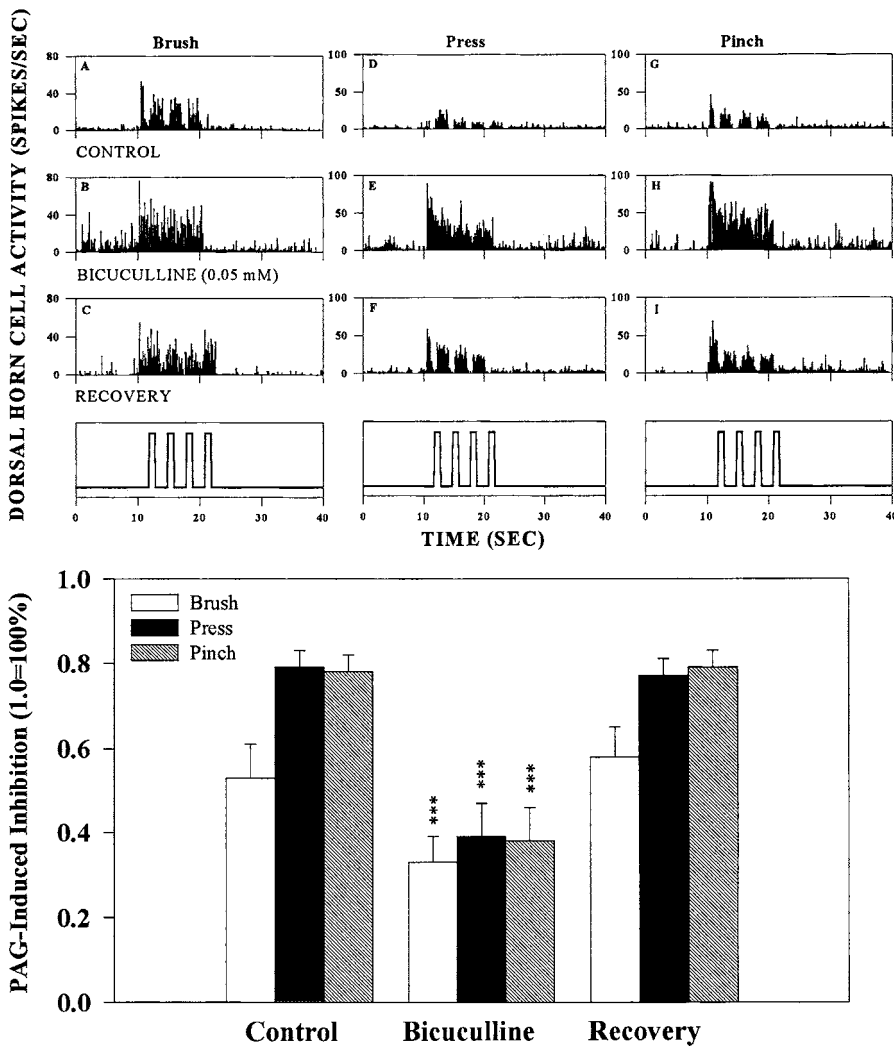 DORSAL HORN CELL ACTIVITY (SPIKES/SEC)
Brush Press Pinch
80 A 100 D 100 G
40 50 50
0 0 0
CONTROL
80 B 100 E 100 H
40 50 50
0 0 0
BICUCULLINE (0.05 mM)
80 C 100 F 100 I
40 50 50
0 0 0
RECOVERY
0 10 20 30 40 0 10 20 30 40 0 10 20 30 40
TIME (SEC)
PAG-Induced Inhibition (1.0=100%)
1.0
0.8
0.6
0.4
0.2
0.0
Brush
Press
Pinch
*** *** ***
Control Bicuculline Recovery